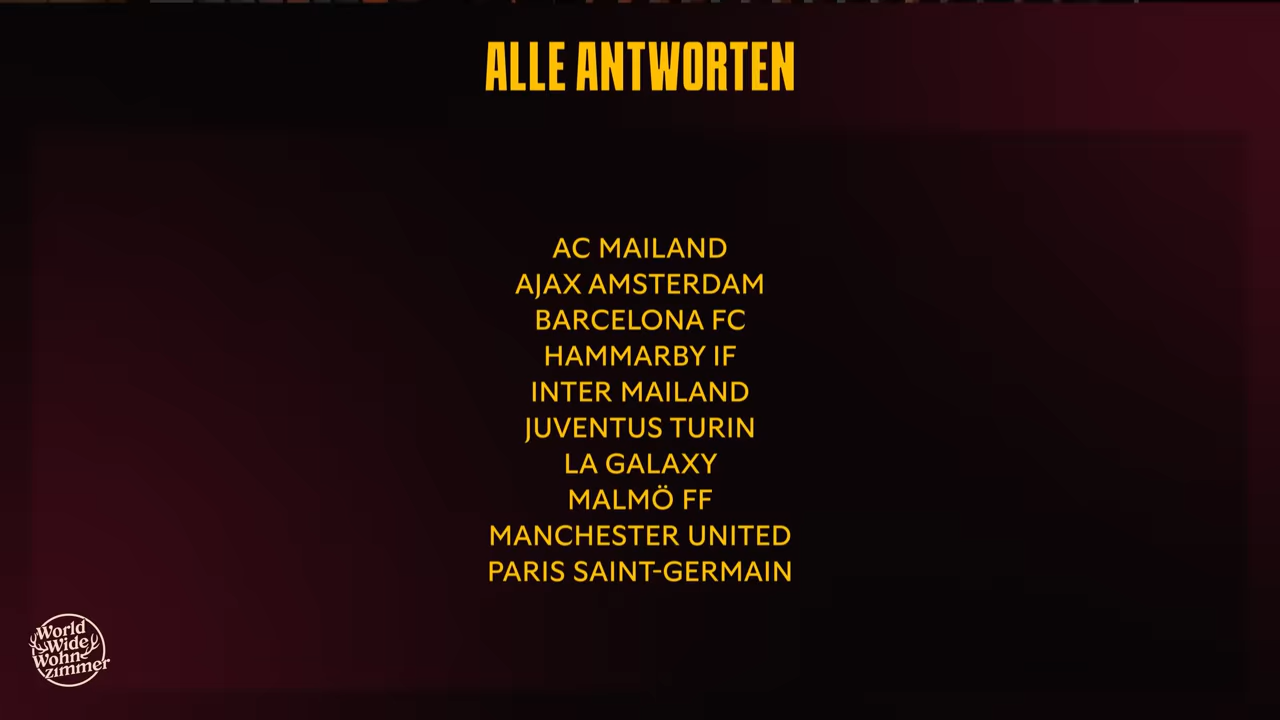 ALLE ANTWORTEN
AC MAILAND
AJAX AMSTERDAM
BARCELONA FC
HAMMARBY IF
INTER MAILAND
JUVENTUS TURIN
LA GALAXY
MALMÖ FF
MANCHESTER UNITED
PARIS SAINT-GERMAIN
World
Wide
Wohn
zimmer